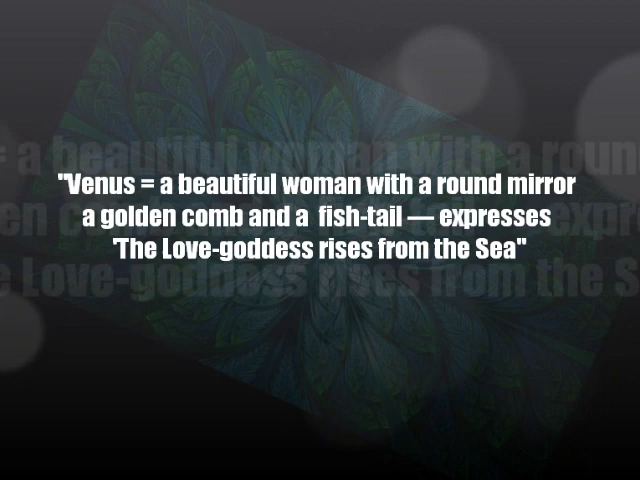 "Venus = a beautiful woman with a round mirror
a golden comb and a  fish-tail — expresses
'The Love-goddess rises from the Sea"